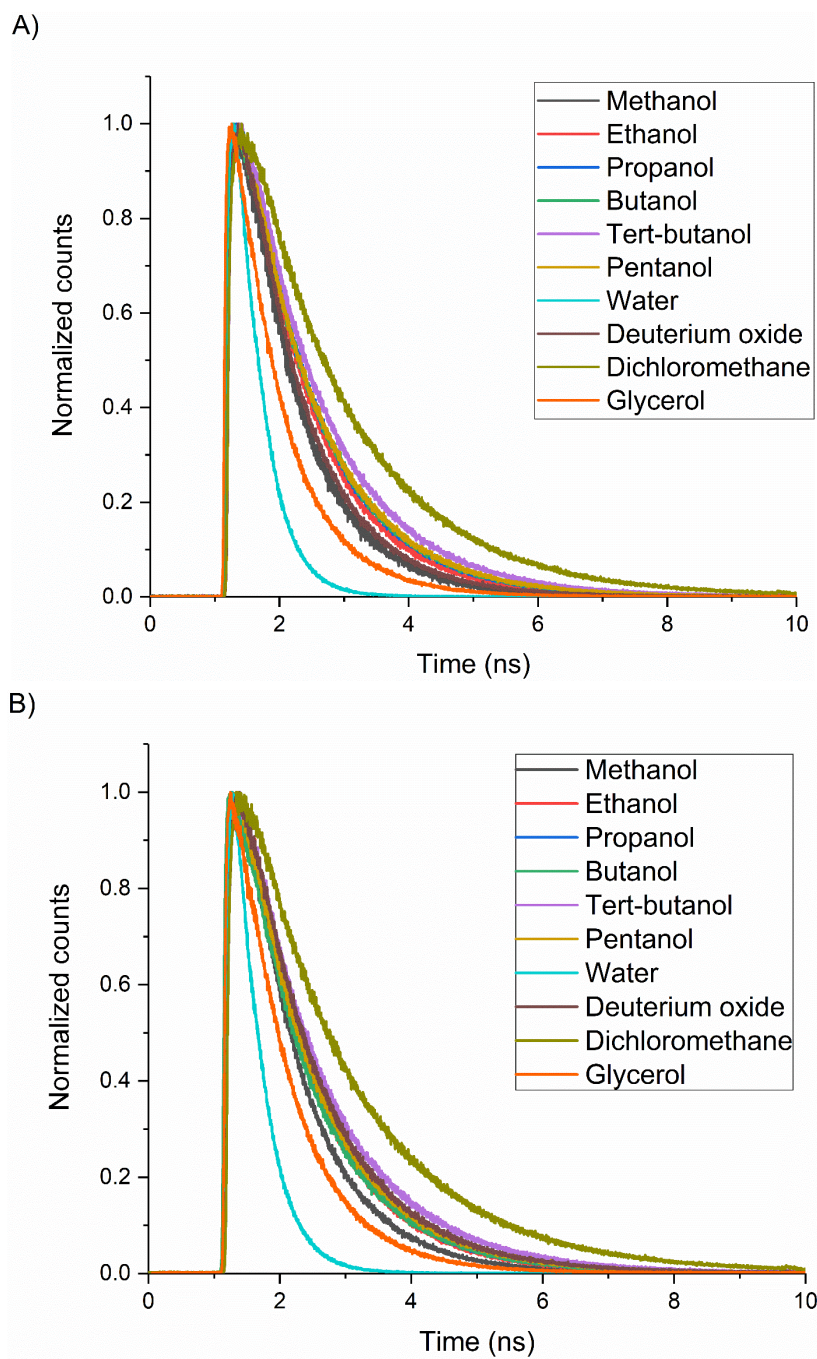 A)
Normalized counts
1.0
0.8
0.6
0.4
0.2
0.0
0
2
4
6
8
10
Time (ns)
Methanol
Ethanol
Propanol
Butanol
Tert-butanol
Pentanol
Water
Deuterium oxide
Dichloromethane
Glycerol
B)
Normalized counts
1.0
0.8
0.6
0.4
0.2
0.0
0
2
4
6
8
10
Time (ns)
Methanol
Ethanol
Propanol
Butanol
Tert-butanol
Pentanol
Water
Deuterium oxide
Dichloromethane
Glycerol